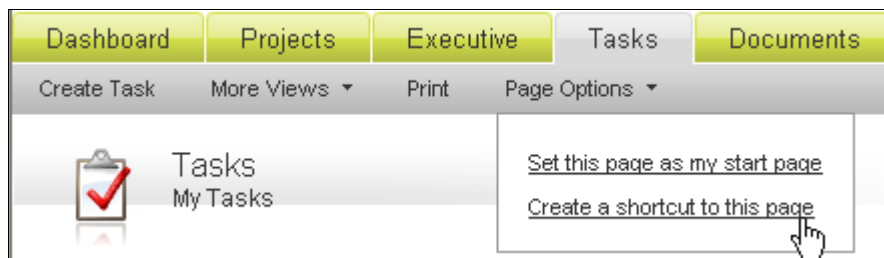 Dashboard Projects Executive Tasks Documents
Create Task More Views Print Page Options
Tasks
My Tasks
Set this page as my start page
Create a shortcut to this page